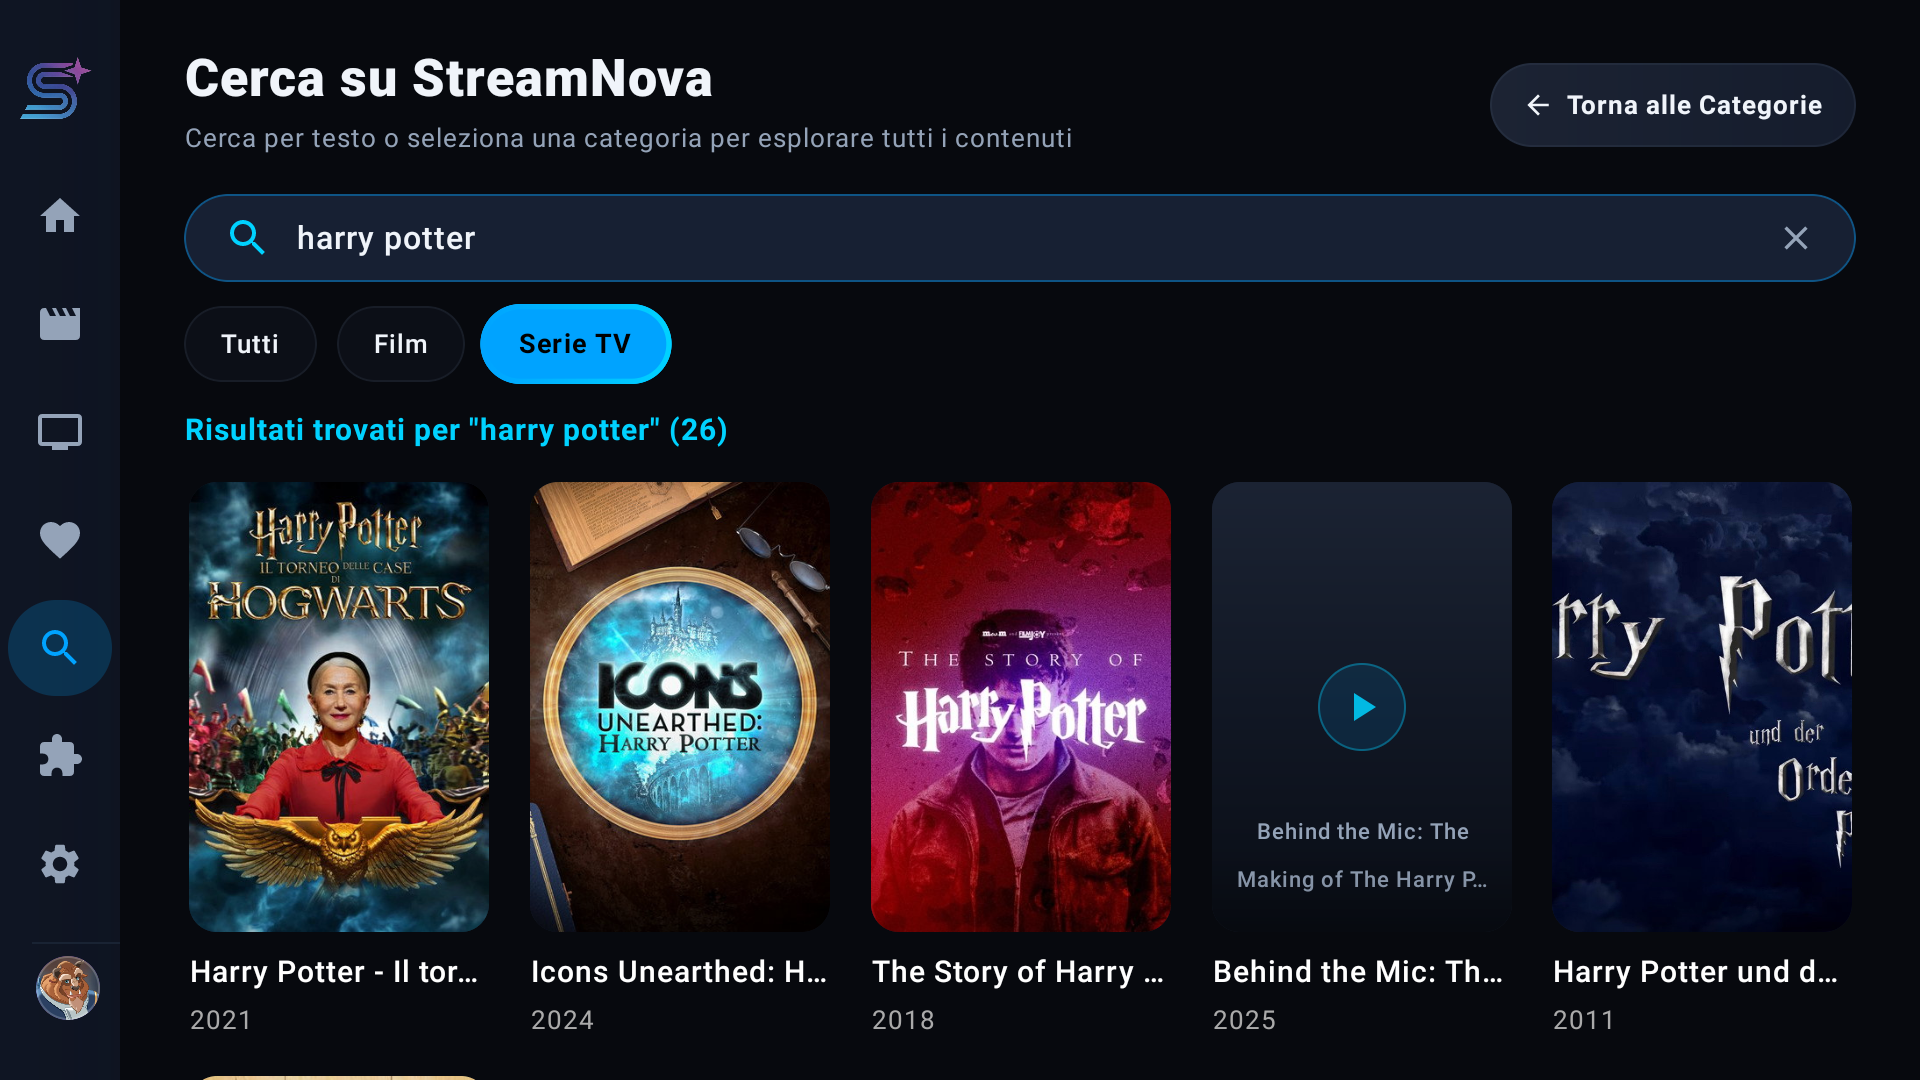 Cerca su StreamNova
Cerca per testo o seleziona una categoria per esplorare tutti i contenuti
Torna alle Categorie
harry potter
Tutti
Film
Serie TV
Risultati trovati per "harry potter" (26)
Harry Potter
IL TORNEO DELLE CASE
DI
HOGWARTS
ICONS
UNEARTHED:
HARRY POTTER
THE STORY OF
Harry Potter
Behind the Mic: The
Making of The Harry P…
rry Pott
und der
Orde
P
Harry Potter - Il tor…
2021
Icons Unearthed: H…
2024
The Story of Harry …
2018
Behind the Mic: Th…
2025
Harry Potter und d…
2011